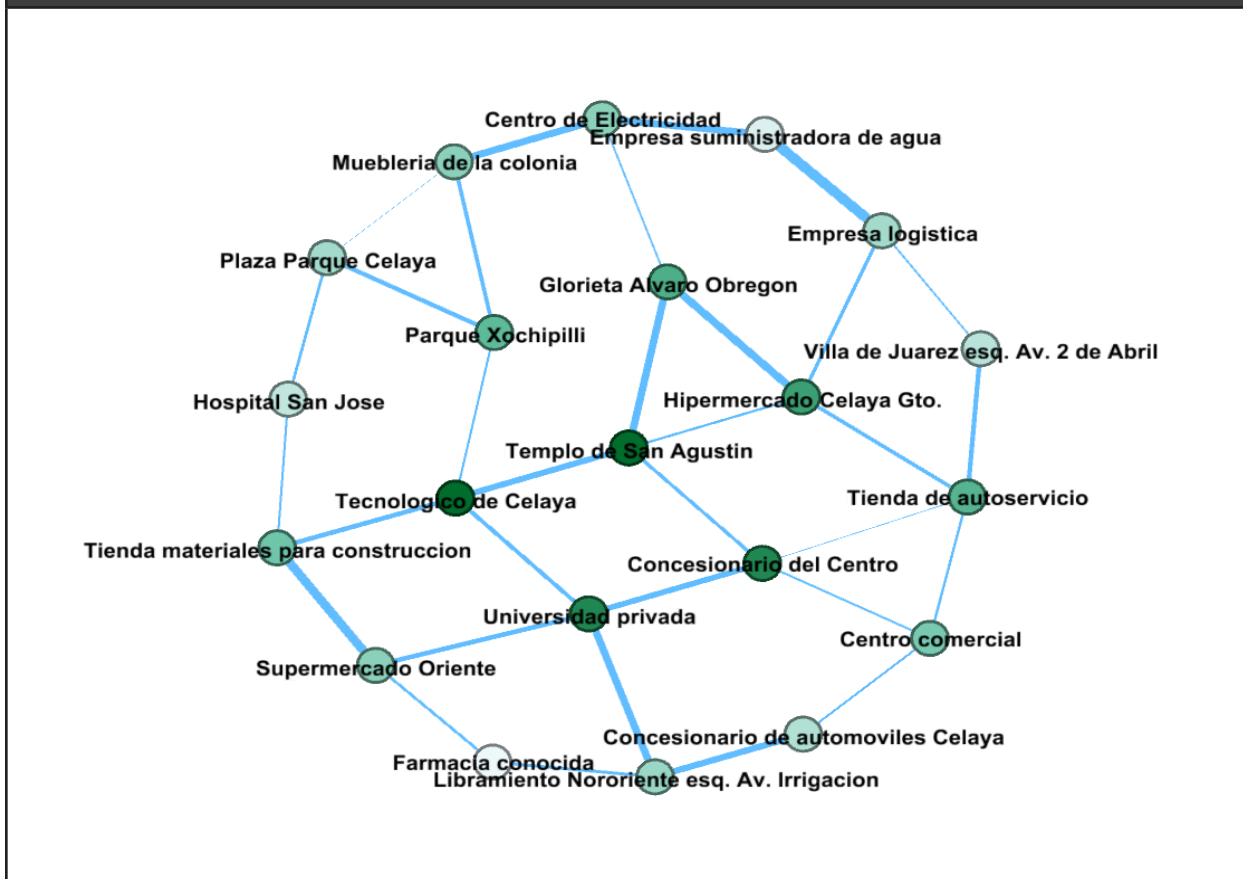 Centro de Electricidad
Empresa suministradora de agua
Muebleria de la colonia
Empresa logistica
Plaza Parque Celaya
Glorieta Alvaro Obregon
Parque Xochipilli
Villa de Juarez esq. Av. 2 de Abril
Hospital San Jose
Hipermercado Celaya Gto.
Templo de San Agustin
Tecnologico de Celaya
Tienda de autoservicio
Tienda materiales para construccion
Concesionario del Centro
Universidad privada
Centro comercial
Supermercado Oriente
Concesionario de automoviles Celaya
Farmacia conocida
Libramiento Nororiente esq. Av. Irrigacion